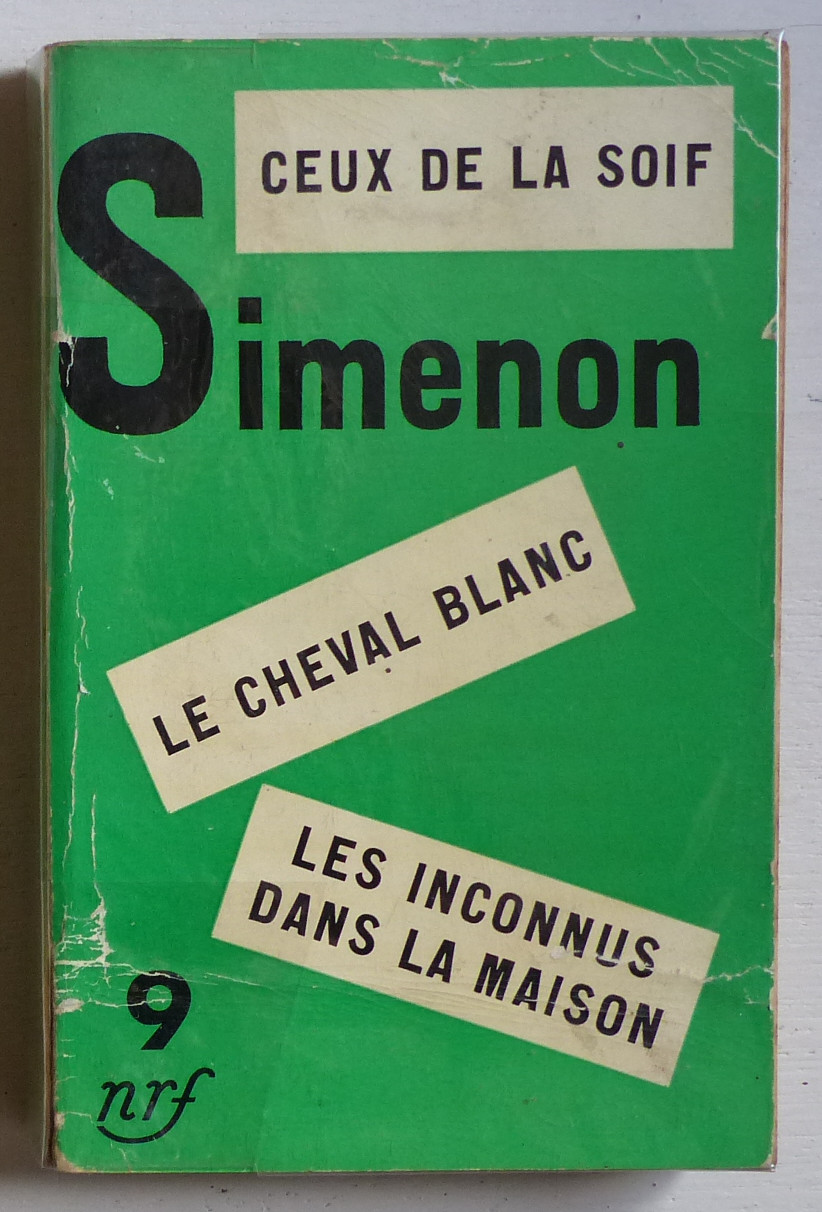 CEUX DE LA SOIF
Simenon
LE CHEVAL BLANC
LES INCONNUS
DANS LA MAISON
9
nrf